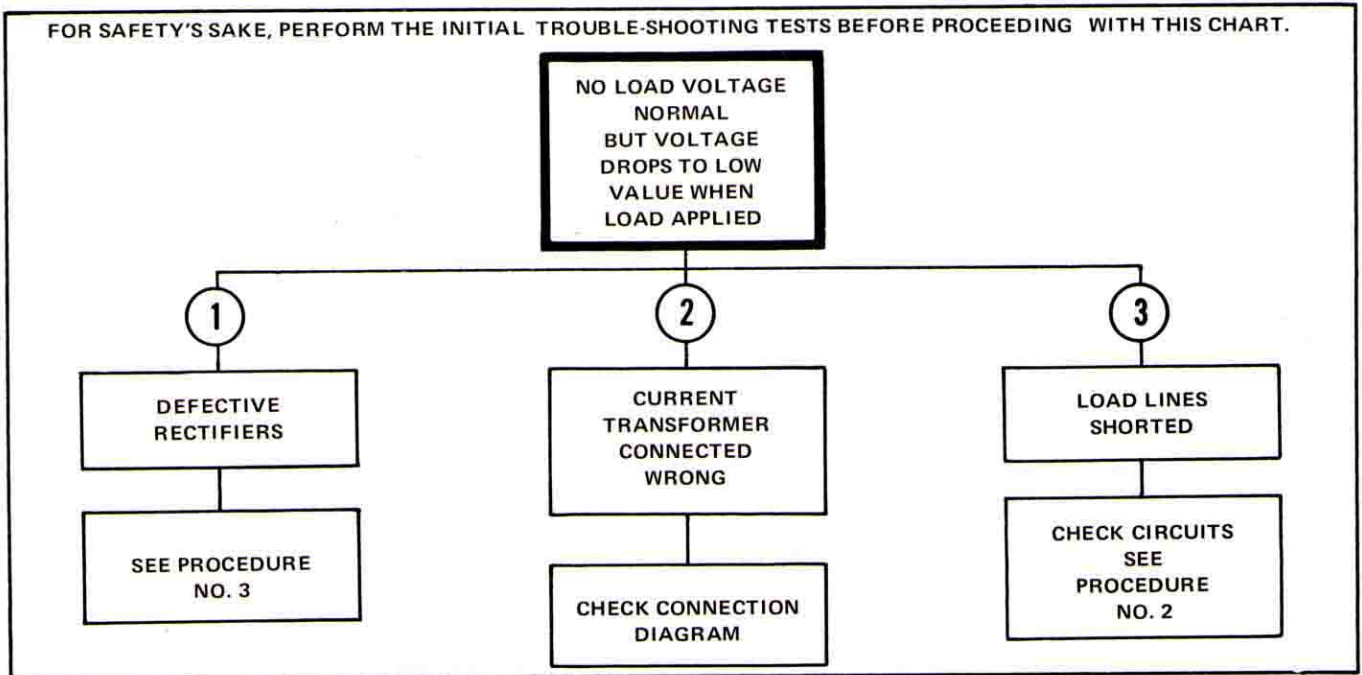 FOR SAFETY'S SAKE, PERFORM THE INITIAL TROUBLE-SHOOTING TESTS BEFORE PROCEEDING WITH THIS CHART.
NO LOAD VOLTAGE
NORMAL
BUT VOLTAGE
DROPS TO LOW
VALUE WHEN
LOAD APPLIED
1
DEFECTIVE
RECTIFIERS
SEE PROCEDURE
NO. 3
2
CURRENT
TRANSFORMER
CONNECTED
WRONG
CHECK CONNECTION
DIAGRAM
3
LOAD LINES
SHORTED
CHECK CIRCUITS
SEE
PROCEDURE
NO. 2